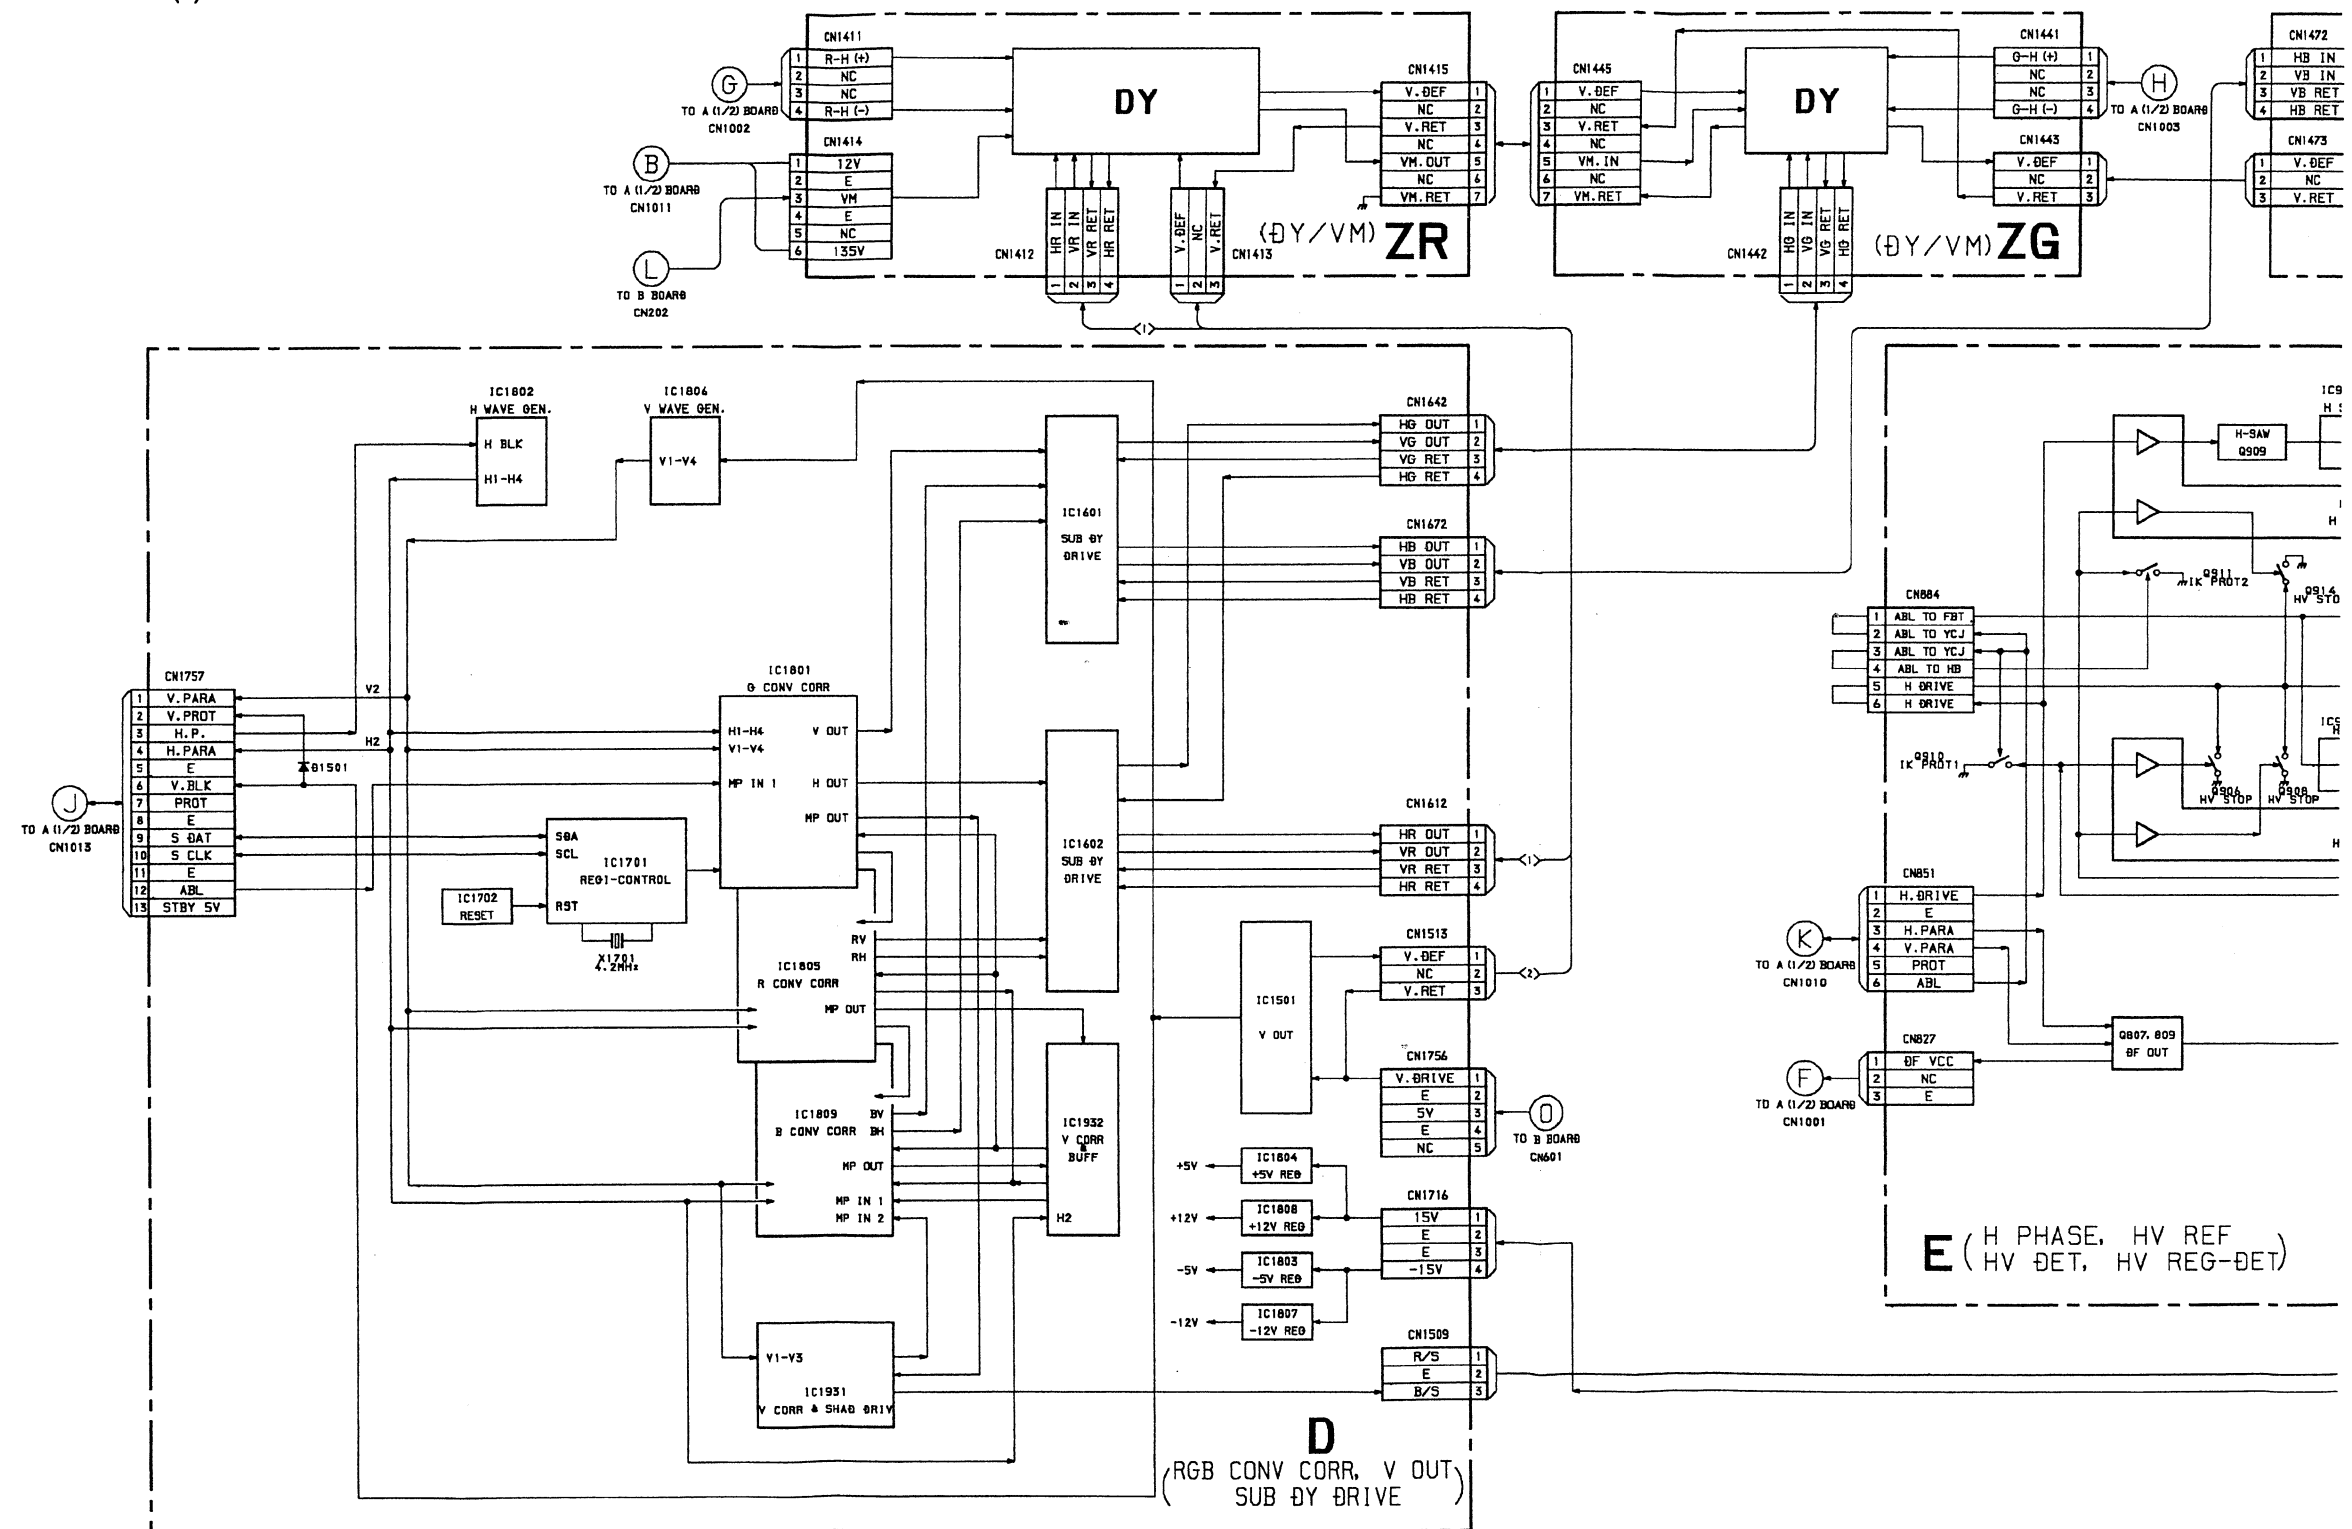 CN1411
1 R-H (+)
2 NC
3 NC
4 R-H (-)
G
TO A (1/2) BOARD
CN1002
CN1414
1 12V
2 E
3 VM
4 E
5 NC
6 135V
B
TO A (1/2) BOARD
CN1011
L
TO B BOARD
CN202
DY
CN1415
V.DEF 1
NC 2
V.RET 3
NC 4
VM.OUT 5
NC 6
VM.RET 7
CN1412
HR IN 1
VR IN 2
VR RET 3
HR RET 4
V.DEF 1
NC 2
V.RET 3
CN1413
(DY/VM) ZR
CN1445
1 V.DEF
2 NC
3 V.RET
4 NC
5 VM.IN
6 NC
7 VM.RET
DY
CN1441
G-H (+) 1
NC 2
NC 3
G-H (-) 4
H
TO A (1/2) BOARD
CN1003
CN1443
V.DEF 1
NC 2
V.RET 3
CN1442
HG IN 1
VG IN 2
VG RET 3
HG RET 4
(DY/VM) ZG
CN1472
1 HB IN
2 VB IN
3 VB RET
4 HB RET
CN1473
1 V.DEF
2 NC
3 V.RET
<1>
IC1802
H WAVE GEN.
H BLK
H1-H4
IC1806
V WAVE GEN.
V1-V4
IC1601
SUB DY
DRIVE
CN1642
HG OUT 1
VG OUT 2
VG RET 3
HG RET 4
CN1672
HB OUT 1
VB OUT 2
VB RET 3
HB RET 4
CN1757
1 V.PARA
2 V.PROT
3 H.P.
4 H.PARA
5 E
6 V.BLK
7 PROT
8 E
9 S DAT
10 S CLK
11 E
12 ABL
13 STBY 5V
J
TO A (1/2) BOARD
CN1013
V2
H2
D1501
IC1801
G CONV CORR
H1-H4
V1-V4
MP IN 1
V OUT
H OUT
MP OUT
SDA
SCL
IC1701
REGI-CONTROL
RST
IC1702
RESET
X1701
4.2MHz
IC1602
SUB DY
DRIVE
CN1612
HR OUT 1
VR OUT 2
VR RET 3
HR RET 4
<1>
RV
RH
IC1805
R CONV CORR
MP OUT
IC1501
V OUT
CN1513
V.DEF 1
NC 2
V.RET 3
<2>
CN1756
V.DRIVE 1
E 2
5V 3
E 4
NC 5
O
TO B BOARD
CN601
IC1809
B CONV CORR
BV
BH
MP OUT
MP IN 1
MP IN 2
IC1932
V CORR
&
BUFF
H2
+5V
IC1804
+5V REG
+12V
IC1808
+12V REG
-5V
IC1803
-5V REG
-12V
IC1807
-12V REG
CN1716
15V 1
E 2
E 3
-15V 4
CN1509
R/S 1
E 2
B/S 3
V1-V3
IC1931
V CORR & SHAD DRIV
D
(RGB CONV CORR, V OUT
SUB DY DRIVE)
H-SAW
Q909
Q911
IK PROT2
Q914
CN884
1 ABL TO FBT
2 ABL TO YCJ
3 ABL TO YCJ
4 ABL TO HB
5 H DRIVE
6 H DRIVE
Q910
IK PROT1
Q906
HV STOP
Q908
HV STOP
CN851
1 H.DRIVE
2 E
3 H.PARA
4 V.PARA
5 PROT
6 ABL
K
TO A (1/2) BOARD
CN1010
CN827
1 DF VCC
2 NC
3 E
F
TO A (1/2) BOARD
CN1001
Q807, 809
DF OUT
E (H PHASE, HV REF
HV DET, HV REG-DET)